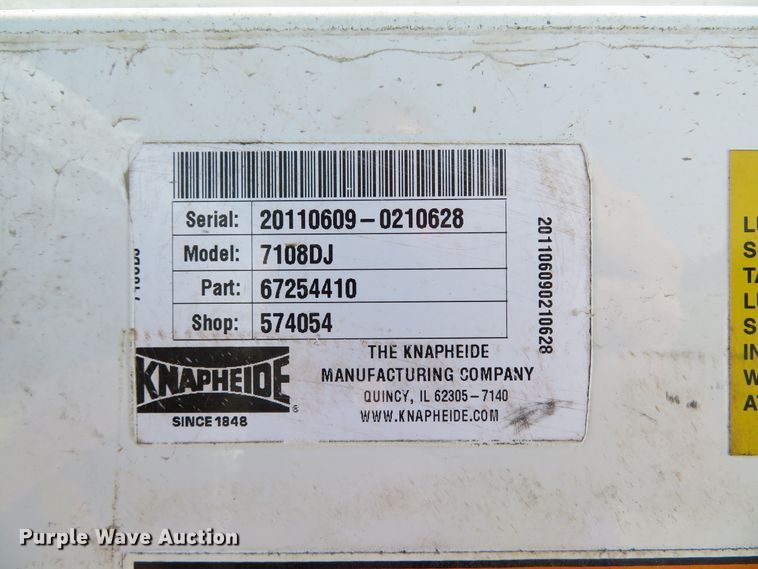 Serial: 20110609-0210628
Model: 7108DJ
Part: 67254410
Shop: 574054
201106090210628
KNAPHEIDE
®
SINCE 1848
THE KNAPHEIDE
MANUFACTURING COMPANY
QUINCY, IL 62305-7140
WWW.KNAPHEIDE.COM
Purple Wave Auction